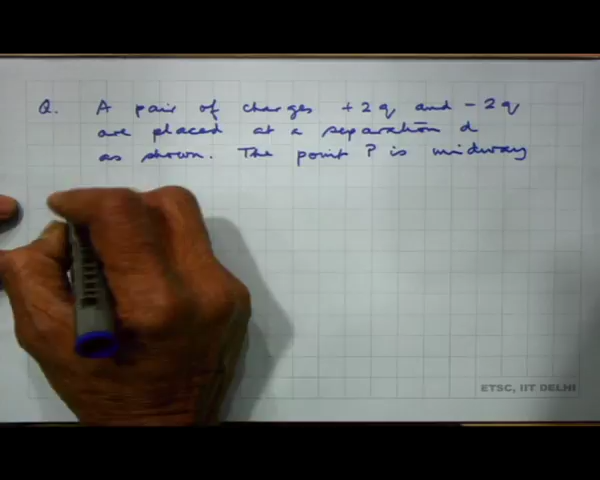 Q. A pair of charges +2q and -2q
are placed at a separation d
as shown. The point P is midway
ETSC, IIT DELHI